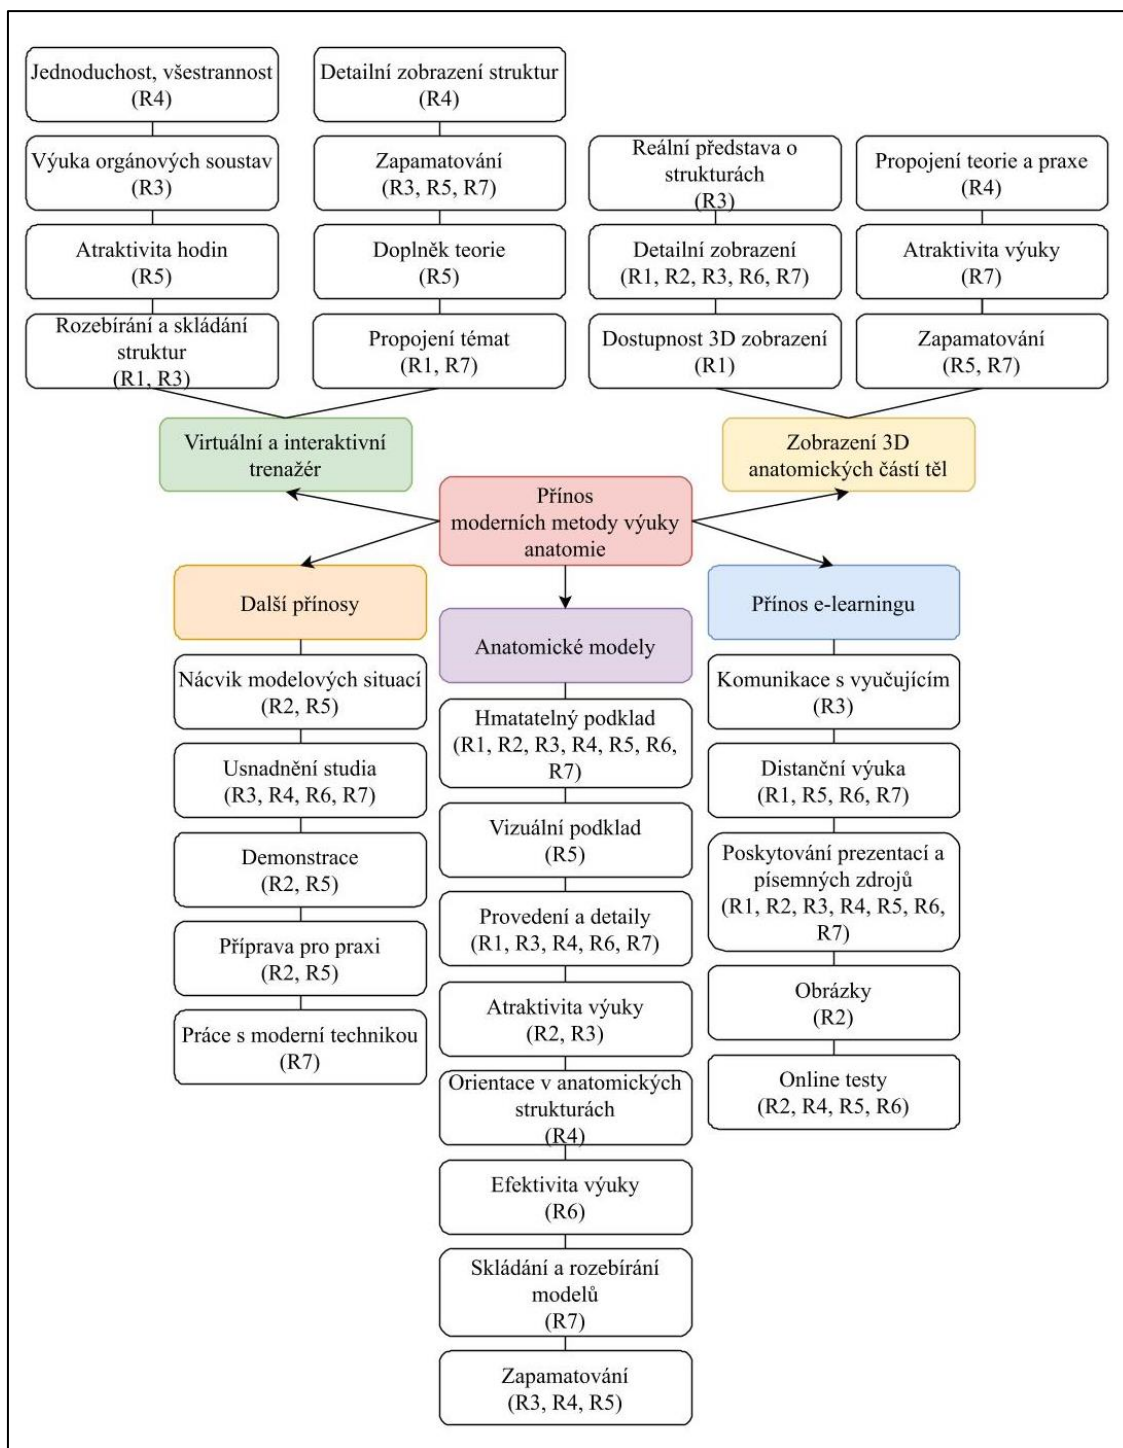 Jednoduchost, všestrannost
(R4)
Výuka orgánových soustav
(R3)
Atraktivita hodin
(R5)
Rozebírání a skládání
struktur
(R1, R3)
Detailní zobrazení struktur
(R4)
Zapamatování
(R3, R5, R7)
Doplněk teorie
(R5)
Propojení témat
(R1, R7)
Reální představa o
strukturách
(R3)
Detailní zobrazení
(R1, R2, R3, R6, R7)
Dostupnost 3D zobrazení
(R1)
Propojení teorie a praxe
(R4)
Atraktivita výuky
(R7)
Zapamatování
(R5, R7)
Virtuální a interaktivní
trenažér
Zobrazení 3D
anatomických částí těl
Přínos
moderních metody výuky
anatomie
Další přínosy
Nácvik modelových situací
(R2, R5)
Usnadnění studia
(R3, R4, R6, R7)
Demonstrace
(R2, R5)
Příprava pro praxi
(R2, R5)
Práce s moderní technikou
(R7)
Anatomické modely
Hmatatelný podklad
(R1, R2, R3, R4, R5, R6,
R7)
Vizuální podklad
(R5)
Provedení a detaily
(R1, R3, R4, R6, R7)
Atraktivita výuky
(R2, R3)
Orientace v anatomických
strukturách
(R4)
Efektivita výuky
(R6)
Skládání a rozebírání
modelů
(R7)
Zapamatování
(R3, R4, R5)
Přínos e-learningu
Komunikace s vyučujícím
(R3)
Distanční výuka
(R1, R5, R6, R7)
Poskytování prezentací a
písemných zdrojů
(R1, R2, R3, R4, R5, R6,
R7)
Obrázky
(R2)
Online testy
(R2, R4, R5, R6)